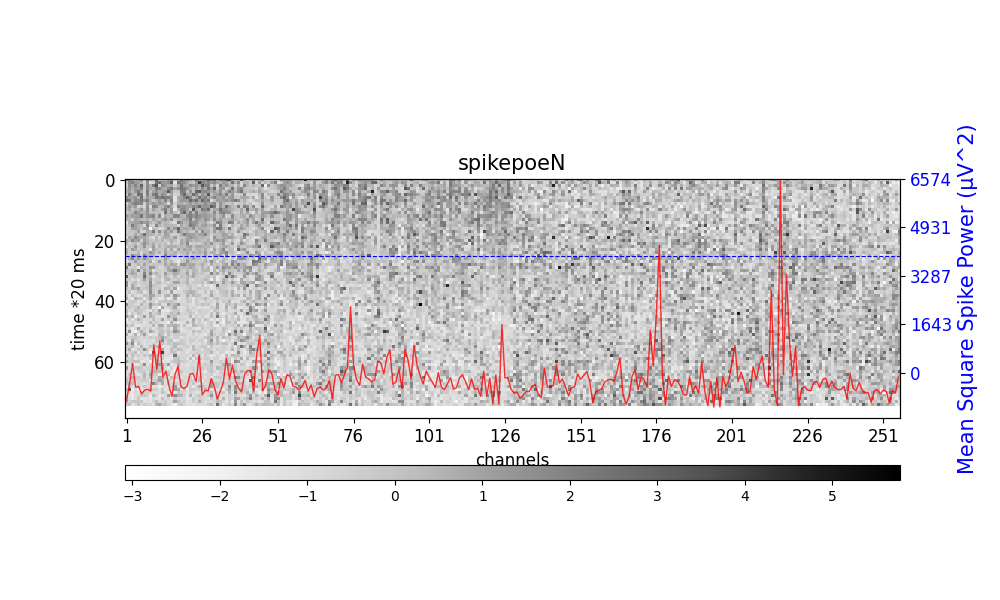 spikepoeN
0
20
40
60
time *20 ms
6574
4931
3287
1643
0
Mean Square Spike Power (µV^2)
1 26 51 76 101 126 151 176 201 226 251
channels
−3 −2 −1 0 1 2 3 4 5